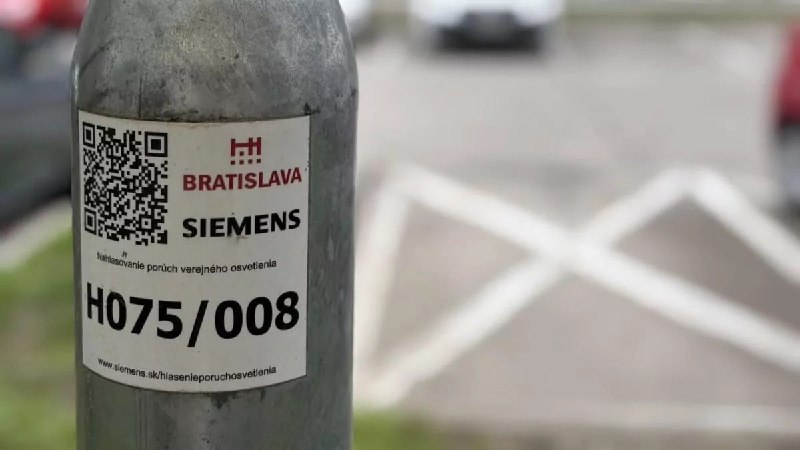 BRATISLAVA
SIEMENS
Nahlasovanie porúch verejného osvetlenia
H075/008
www.siemens.sk/hlasenieporuchosvetlenia